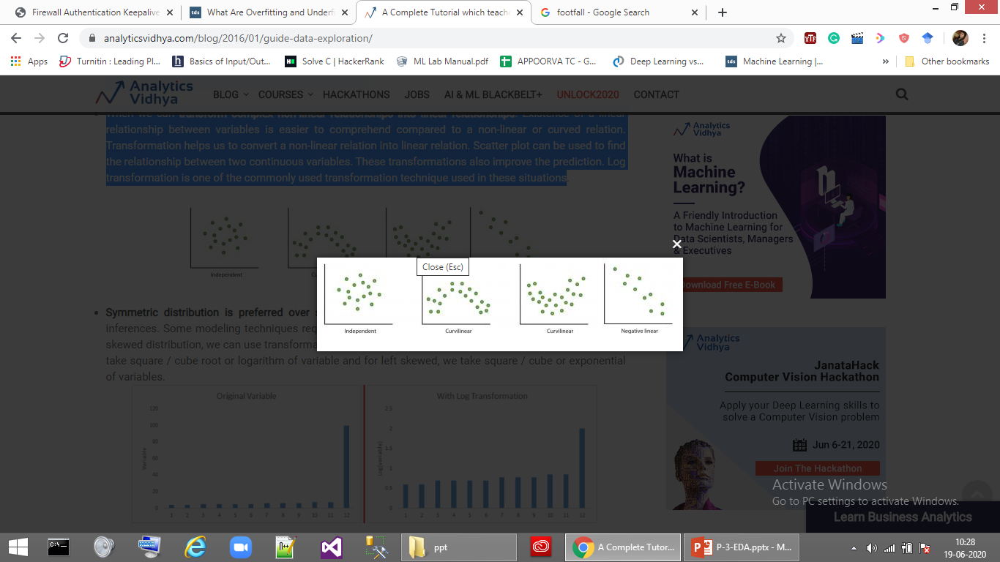 Firewall Authentication Keepalive
What Are Overfitting and Underfi
A Complete Tutorial which teache
footfall - Google Search
analyticsvidhya.com/blog/2016/01/guide-data-exploration/
Apps
Turnitin : Leading Pl...
Basics of Input/Out...
Solve C | HackerRank
ML Lab Manual.pdf
APPOORVA TC - G...
Deep Learning vs...
Machine Learning |...
»
Other bookmarks
Analytics
Vidhya
BLOG
COURSES
HACKATHONS
JOBS
AI & ML BLACKBELT+
UNLOCK2020
CONTACT
When we can transform complex non-linear relationships into linear relationships. Existence of a linear
relationship between variables is easier to comprehend compared to a non-linear or curved relation.
Transformation helps us to convert a non-linear relation into linear relation. Scatter plot can be used to find
the relationship between two continuous variables. These transformations also improve the prediction. Log
transformation is one of the commonly used transformation technique used in these situations.
Independent
Close (Esc)
Independent
Curvilinear
Curvilinear
Negative linear
Symmetric distribution is preferred over
inferences. Some modeling techniques
skewed distribution, we can use
take square / cube root or logarithm of variable and for left skewed, we take square / cube or exponential
of variables.
Original Variable
Variable
120
100
80
60
40
20
0
1 2 3 4 5 6 7 8 9 10 11 12
With Log Transformation
Log(variable)
2.5
2
1.5
1
0.5
0
1 2 3 4 5 6 7 8 9 10 11 12
Analytics
Vidhya
What is
Machine
Learning?
A Friendly Introduction
to Machine Learning for
Data Scientists, Managers
& Executives
Download Free E-Book
Analytics
Vidhya
JanataHack
Computer Vision Hackathon
Apply your Deep Learning skills to
solve a Computer Vision problem
Jun 6-21, 2020
Join The Hackathon
Activate Windows
Go to PC settings to activate Windows.
Learn Business Analytics
ppt
A Complete Tutor...
P-3-EDA.pptx - M...
10:28
19-06-2020